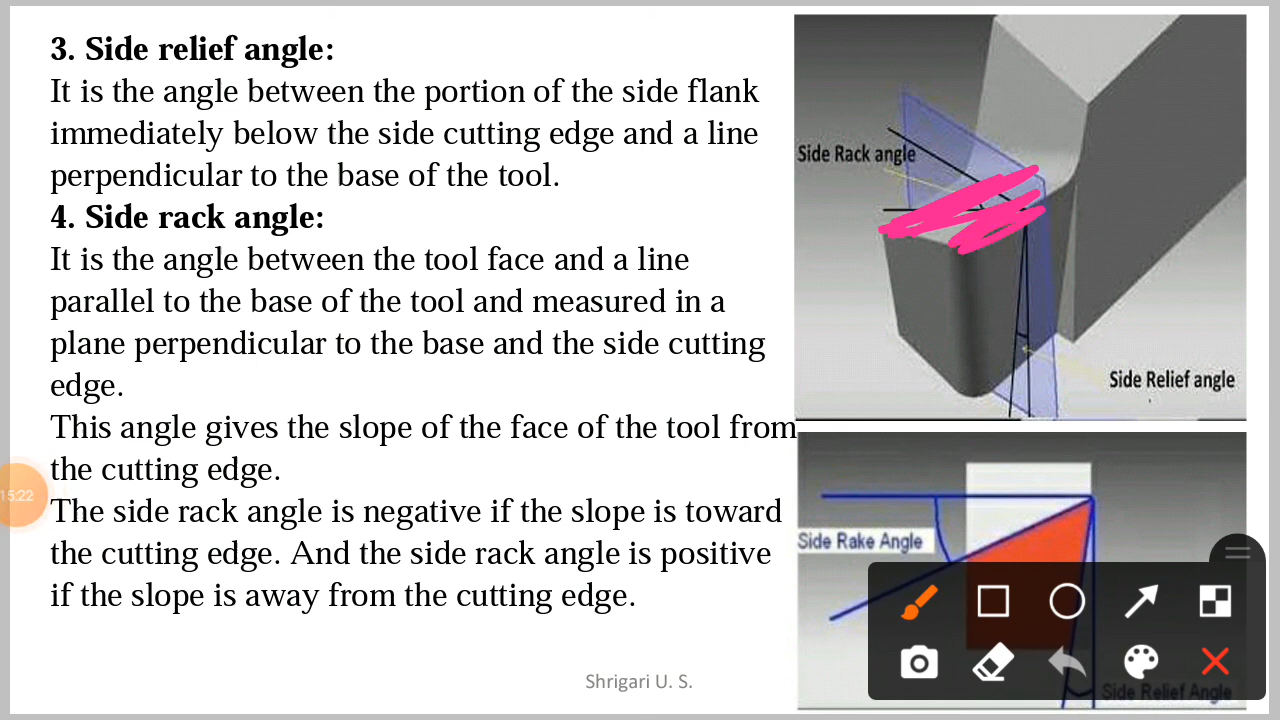 3. Side relief angle:
It is the angle between the portion of the side flank
immediately below the side cutting edge and a line
perpendicular to the base of the tool.
4. Side rack angle:
It is the angle between the tool face and a line
parallel to the base of the tool and measured in a
plane perpendicular to the base and the side cutting
edge.
This angle gives the slope of the face of the tool from
the cutting edge.
The side rack angle is negative if the slope is toward
the cutting edge. And the side rack angle is positive
if the slope is away from the cutting edge.
Shrigari U. S.
15:22
Side Rack angle
Side Relief angle
Side Rake Angle
Side Relief Angle